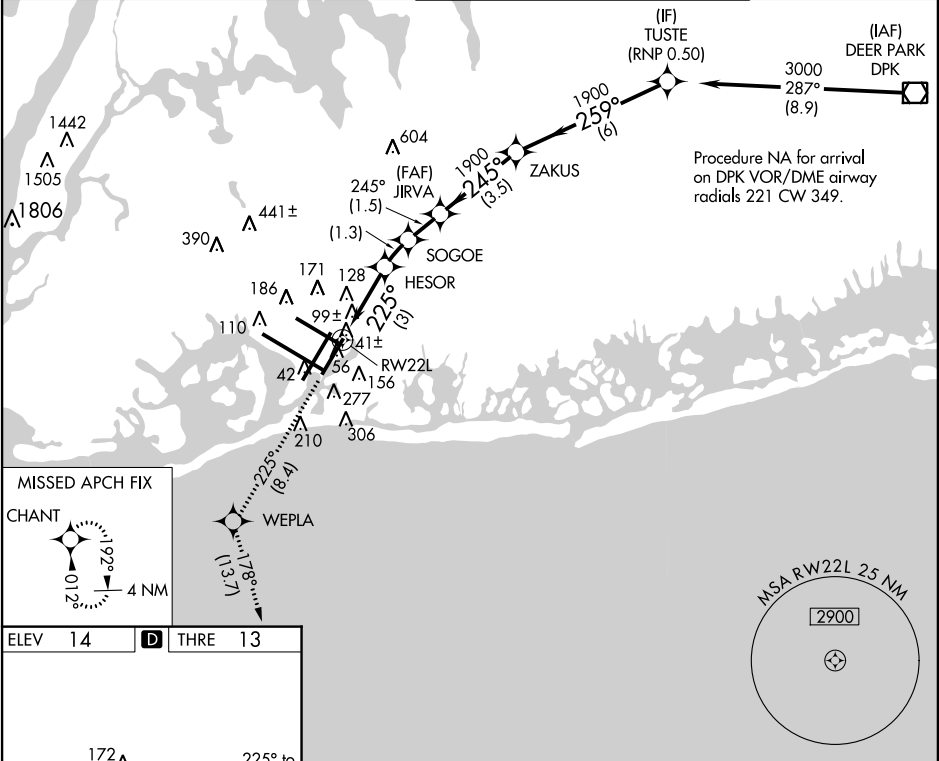 (IF)
TUSTE
(RNP 0.50)
(IAF)
DEER PARK
DPK
3000
287°
(8.9)
1900
259°
(6)
1442
1505
1806
604
ZAKUS
1900
245°
(3.5)
Procedure NA for arrival
on DPK VOR/DME airway
radials 221 CW 349.
(FAF)
JIRVA
245°
(1.5)
(1.3)
441±
390
SOGOE
HESOR
171
128
186
110
99±
225°
(3)
41±
56
RW22L
42
156
277
210
306
225°
(8.4)
WEPLA
178°
(13.7)
MISSED APCH FIX
CHANT
192°
012°
4 NM
MSA RW22L 25 NM
2900
ELEV 14 D THRE 13
172
225° to